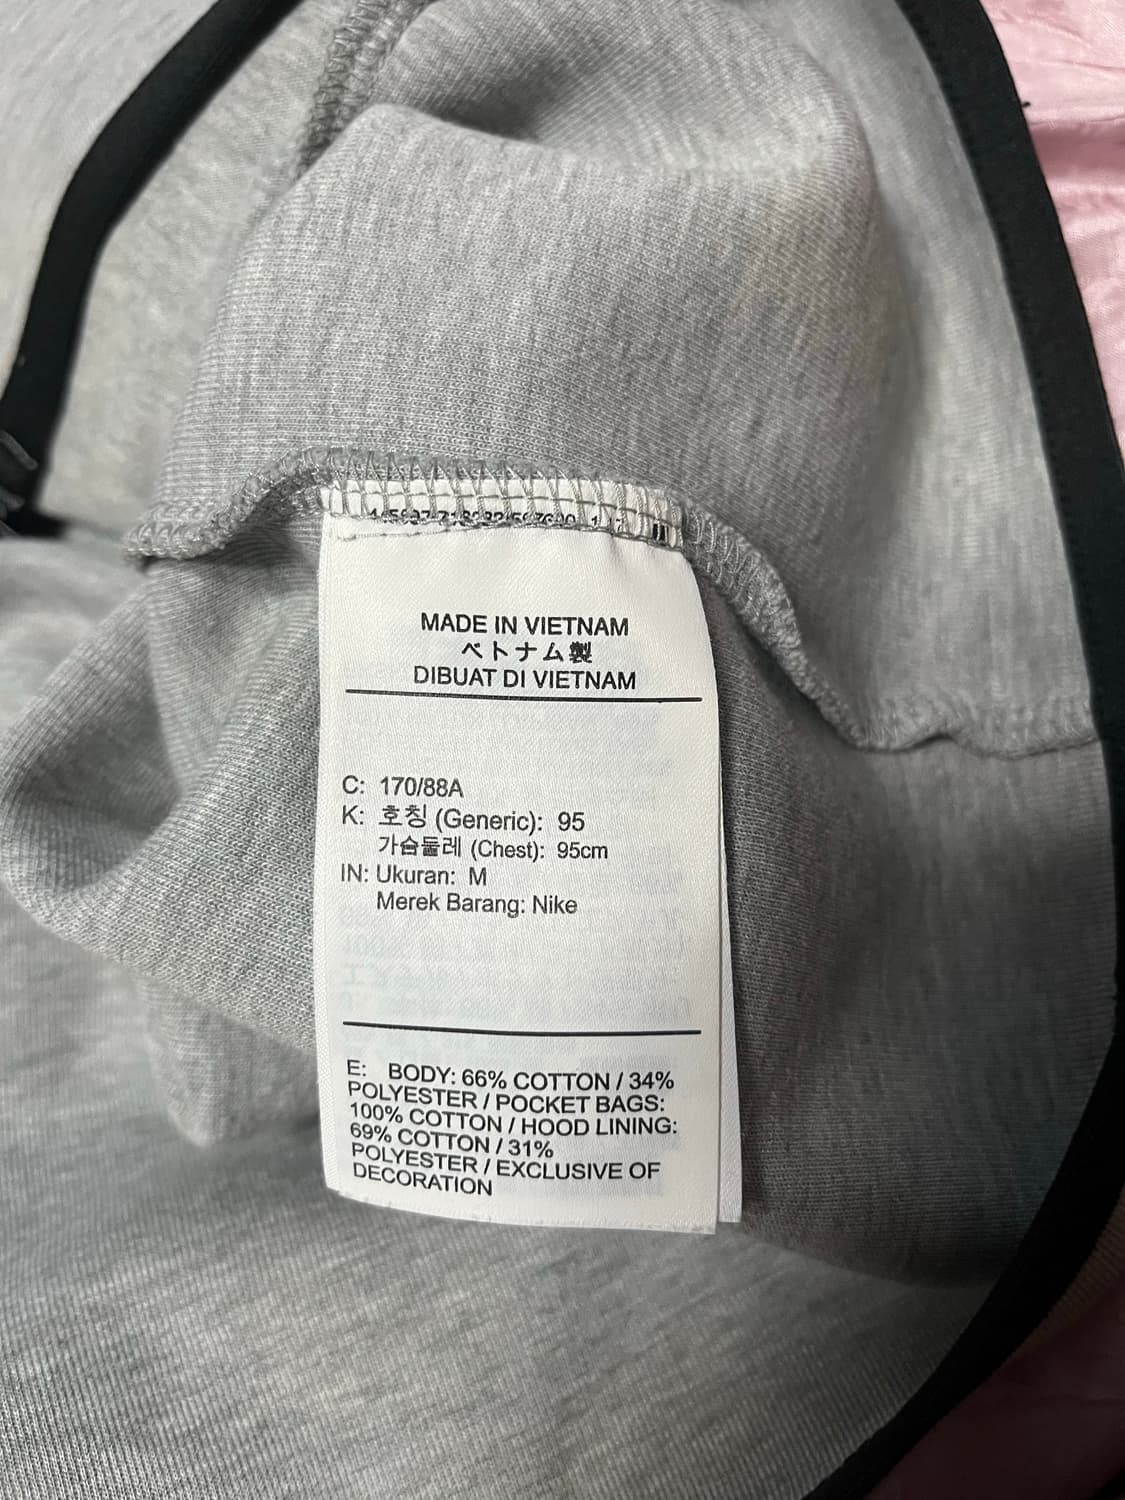 MADE IN VIETNAM
ベトナム製
DIBUAT DI VIETNAM
C: 170/88A
K: 호칭 (Generic): 95
가슴둘레 (Chest): 95cm
IN: Ukuran: M
Merek Barang: Nike
E: BODY: 66% COTTON / 34%
POLYESTER / POCKET BAGS:
100% COTTON / HOOD LINING:
69% COTTON / 31%
POLYESTER / EXCLUSIVE OF
DECORATION